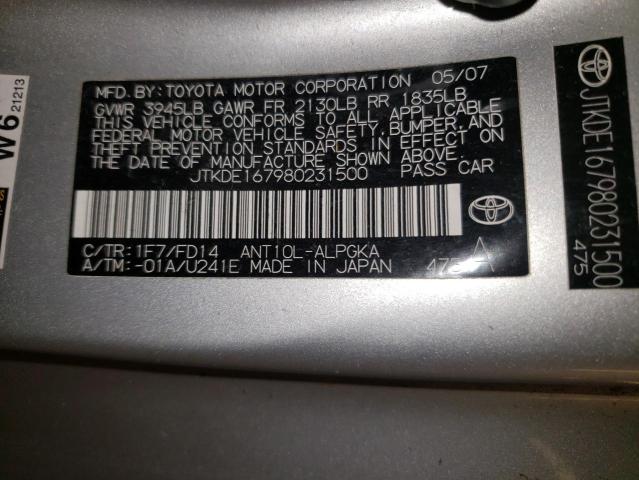 MFD. BY: TOYOTA MOTOR CORPORATION 05/07
GVWR 3945LB GAWR FR 2130LB RR 1835LB
THIS VEHICLE CONFORMS TO ALL APPLICABLE
FEDERAL MOTOR VEHICLE SAFETY, BUMPER, AND
THEFT PREVENTION STANDARDS IN EFFECT ON
THE DATE OF MANUFACTURE SHOWN ABOVE.
JTKDE167980231500 PASS CAR
TOYOTA
C/TR: 1F7/FD14 ANT10L-ALPGKA A
A/TM: -01A/U241E MADE IN JAPAN 475
JTKDE167980231500
475
W6
21213